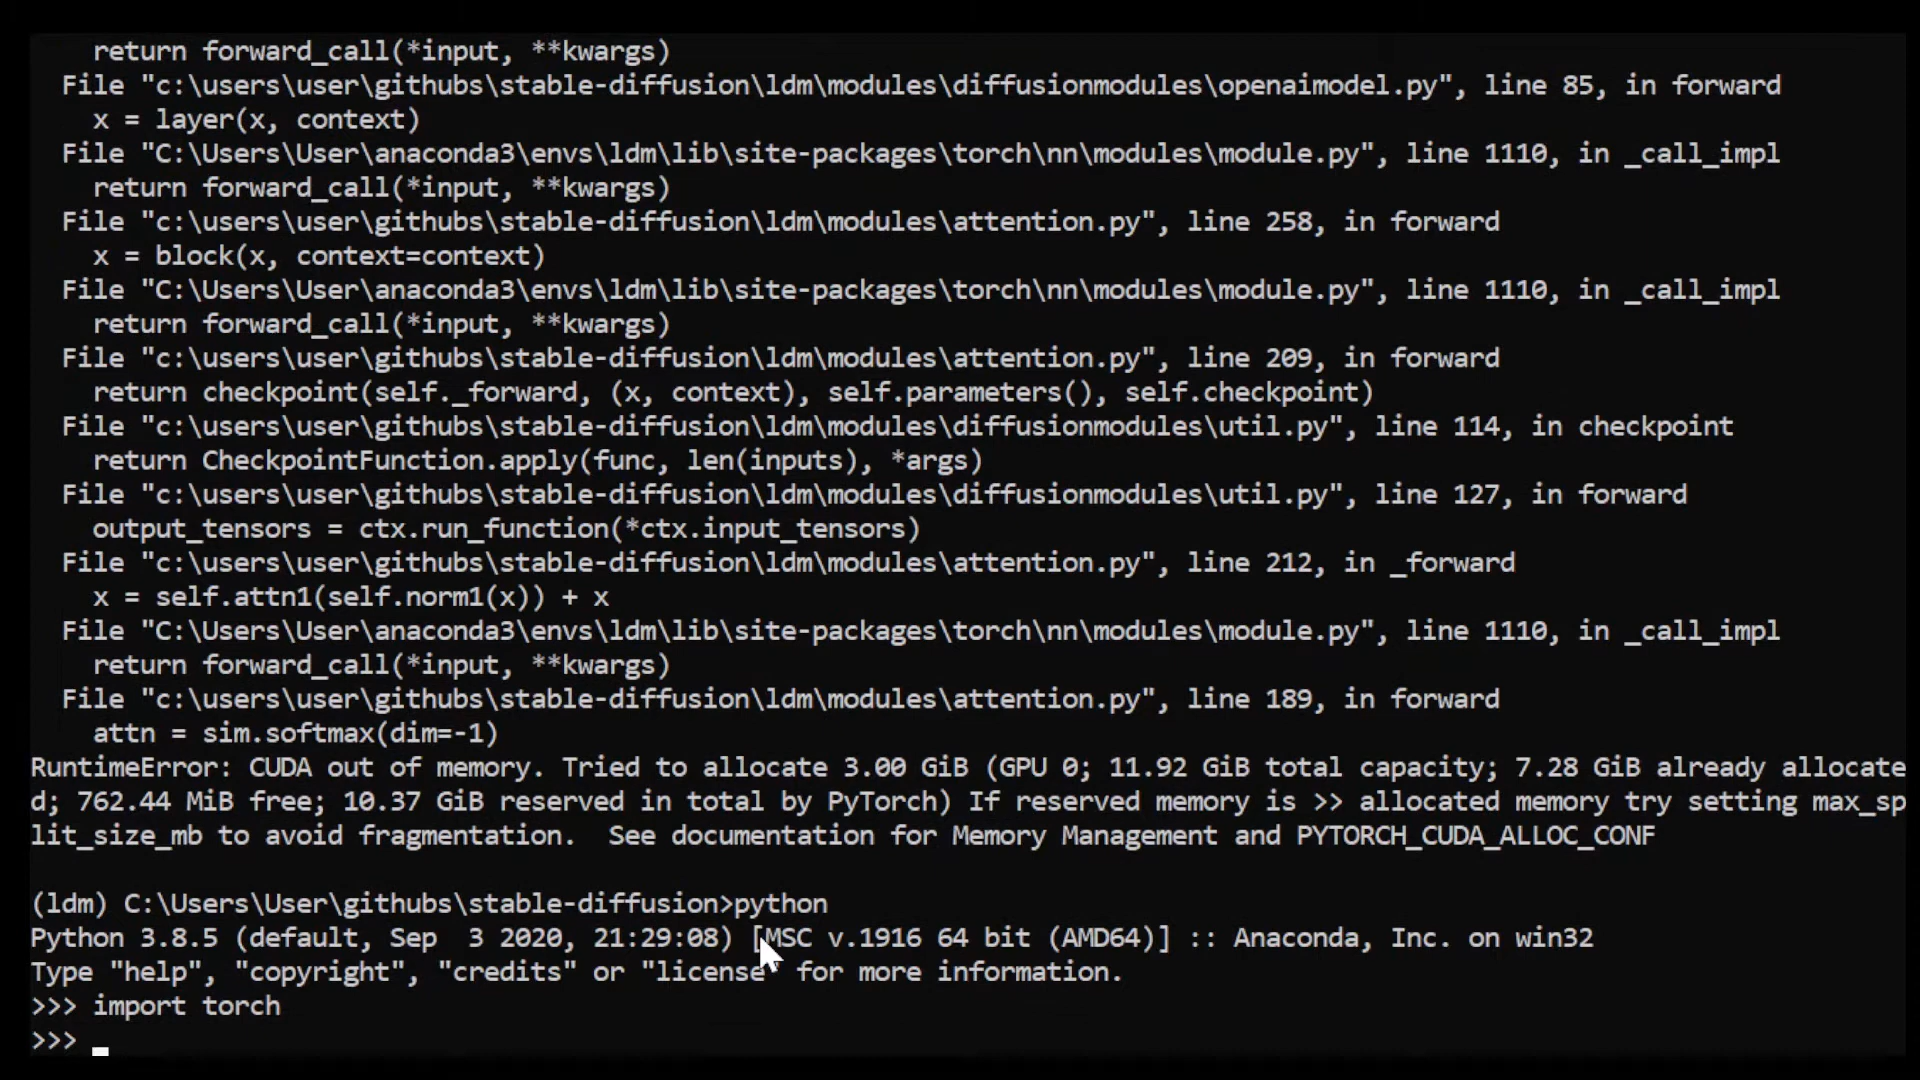 return forward_call(*input, **kwargs)
File "c:\users\user\githubs\stable-diffusion\ldm\modules\diffusionmodules\openaimodel.py", line 85, in forward
x = layer(x, context)
File "C:\Users\User\anaconda3\envs\ldm\lib\site-packages\torch\nn\modules\module.py", line 1110, in _call_impl
return forward_call(*input, **kwargs)
File "c:\users\user\githubs\stable-diffusion\ldm\modules\attention.py", line 258, in forward
x = block(x, context=context)
File "C:\Users\User\anaconda3\envs\ldm\lib\site-packages\torch\nn\modules\module.py", line 1110, in _call_impl
return forward_call(*input, **kwargs)
File "c:\users\user\githubs\stable-diffusion\ldm\modules\attention.py", line 209, in forward
return checkpoint(self._forward, (x, context), self.parameters(), self.checkpoint)
File "c:\users\user\githubs\stable-diffusion\ldm\modules\diffusionmodules\util.py", line 114, in checkpoint
return CheckpointFunction.apply(func, len(inputs), *args)
File "c:\users\user\githubs\stable-diffusion\ldm\modules\diffusionmodules\util.py", line 127, in forward
output_tensors = ctx.run_function(*ctx.input_tensors)
File "c:\users\user\githubs\stable-diffusion\ldm\modules\attention.py", line 212, in _forward
x = self.attn1(self.norm1(x)) + x
File "C:\Users\User\anaconda3\envs\ldm\lib\site-packages\torch\nn\modules\module.py", line 1110, in _call_impl
return forward_call(*input, **kwargs)
File "c:\users\user\githubs\stable-diffusion\ldm\modules\attention.py", line 189, in forward
attn = sim.softmax(dim=-1)
RuntimeError: CUDA out of memory. Tried to allocate 3.00 GiB (GPU 0; 11.92 GiB total capacity; 7.28 GiB already allocate
d; 762.44 MiB free; 10.37 GiB reserved in total by PyTorch) If reserved memory is >> allocated memory try setting max_sp
lit_size_mb to avoid fragmentation.  See documentation for Memory Management and PYTORCH_CUDA_ALLOC_CONF
(ldm) C:\Users\User\githubs\stable-diffusion>python
Python 3.8.5 (default, Sep  3 2020, 21:29:08) [MSC v.1916 64 bit (AMD64)] :: Anaconda, Inc. on win32
Type "help", "copyright", "credits" or "license" for more information.
>>> import torch
>>>